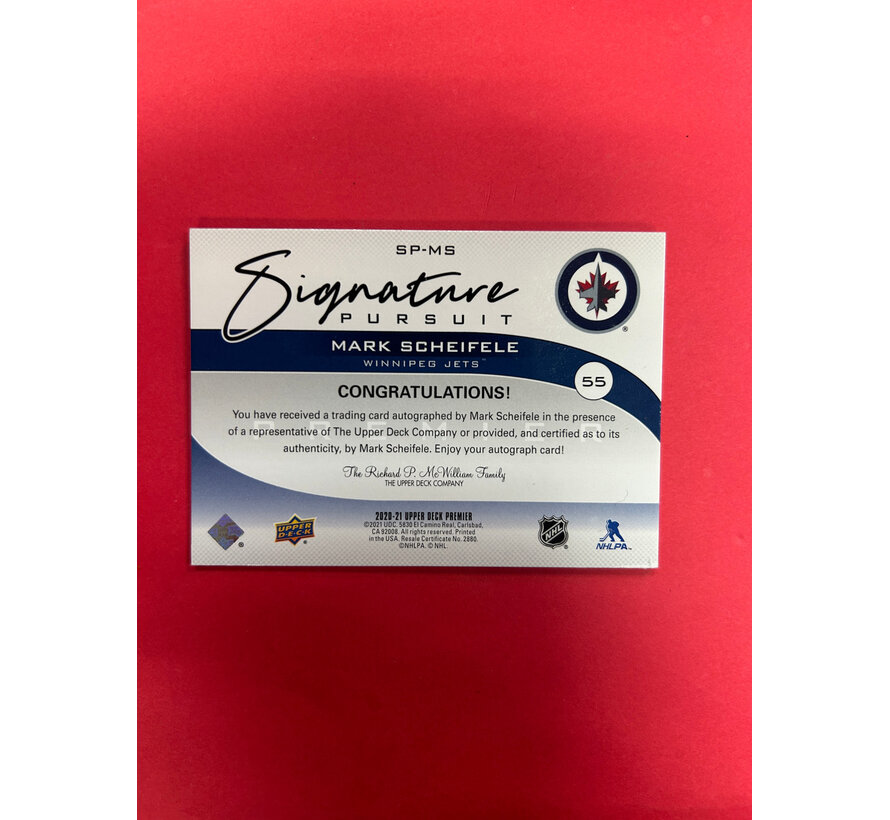 SP-MS
Signature
PURSUIT
MARK SCHEIFELE
WINNIPEG JETS™
55
CONGRATULATIONS!
You have received a trading card autographed by Mark Scheifele in the presence
of a representative of The Upper Deck Company or provided, and certified as to its
authenticity, by Mark Scheifele. Enjoy your autograph card!
PREMIER
The Richard P. McWilliam Family
THE UPPER DECK COMPANY
2020-21 UPPER DECK PREMIER
©2021 UDC. 5830 El Camino Real, Carlsbad,
CA 92008. All rights reserved. Printed
in the USA. Resale Certificate No. 2860.
©NHLPA. © NHL.
®
UPPER
DECK
NHL
®
NHLPA™
®